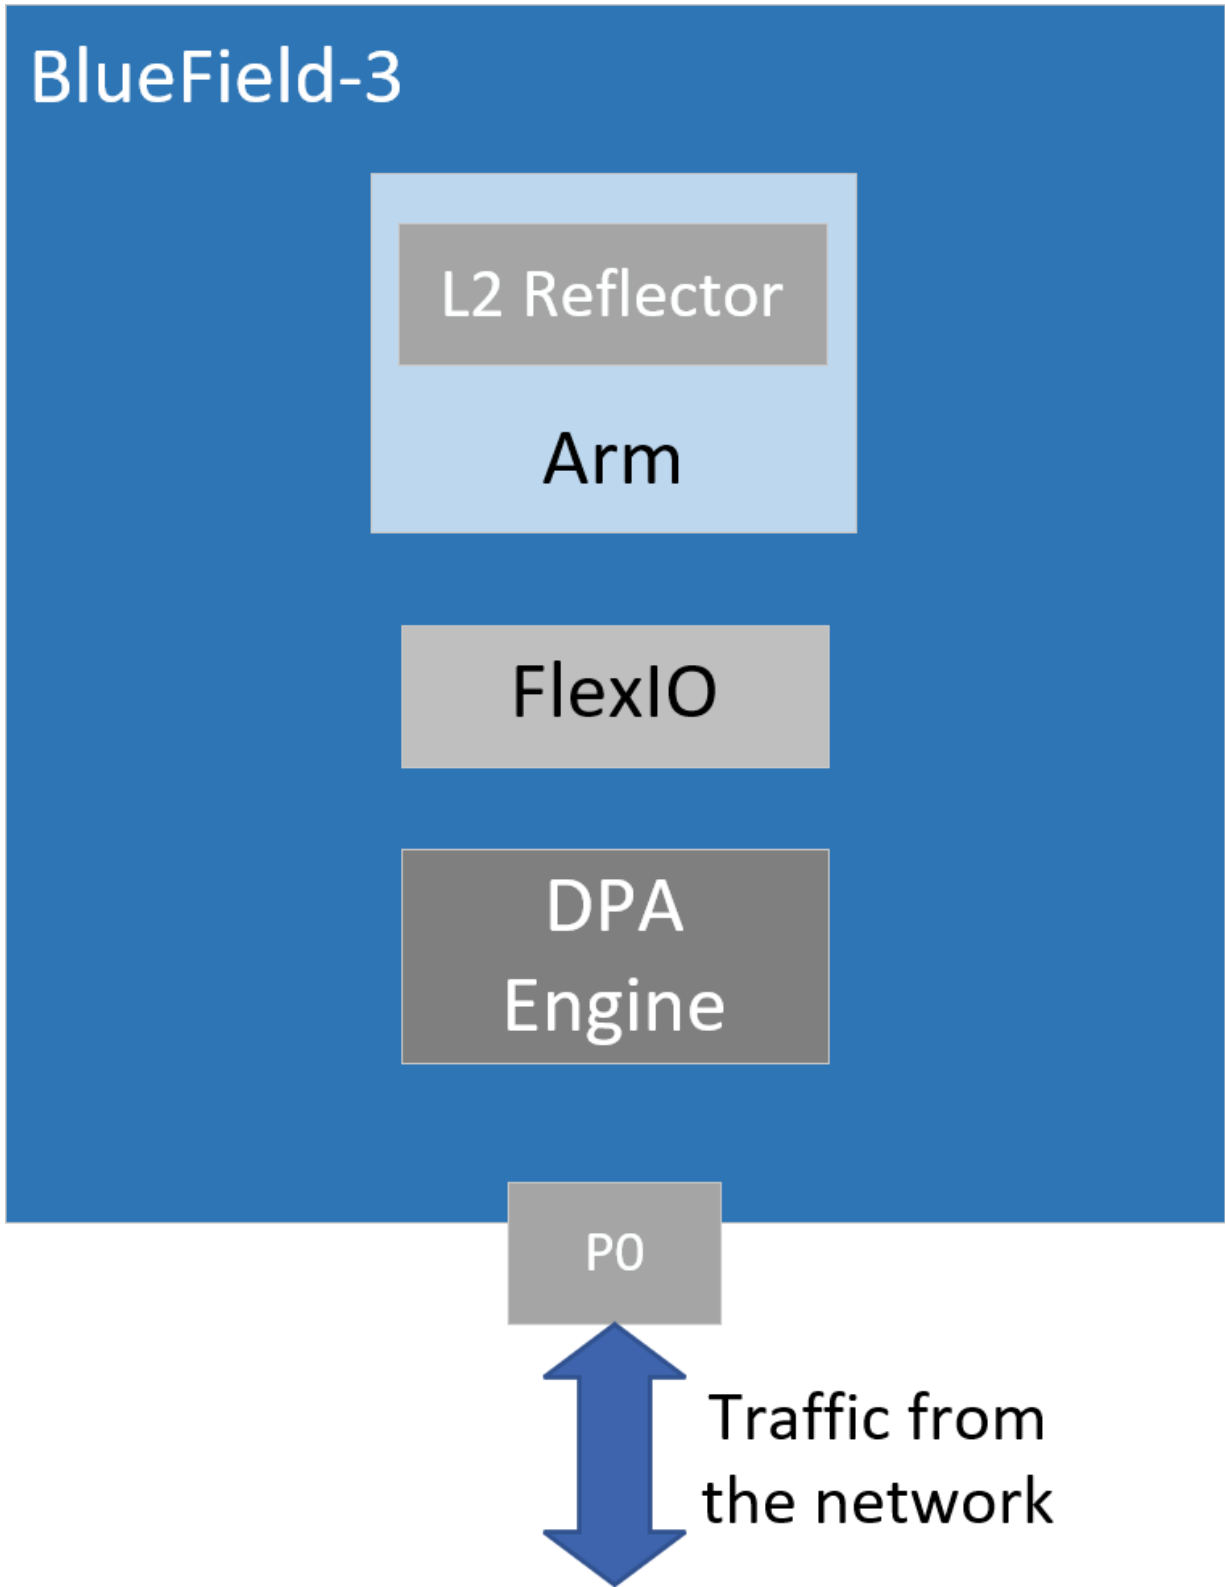 BlueField-3
L2 Reflector
Arm
FlexIO
DPA
Engine
P0
Traffic from
the network